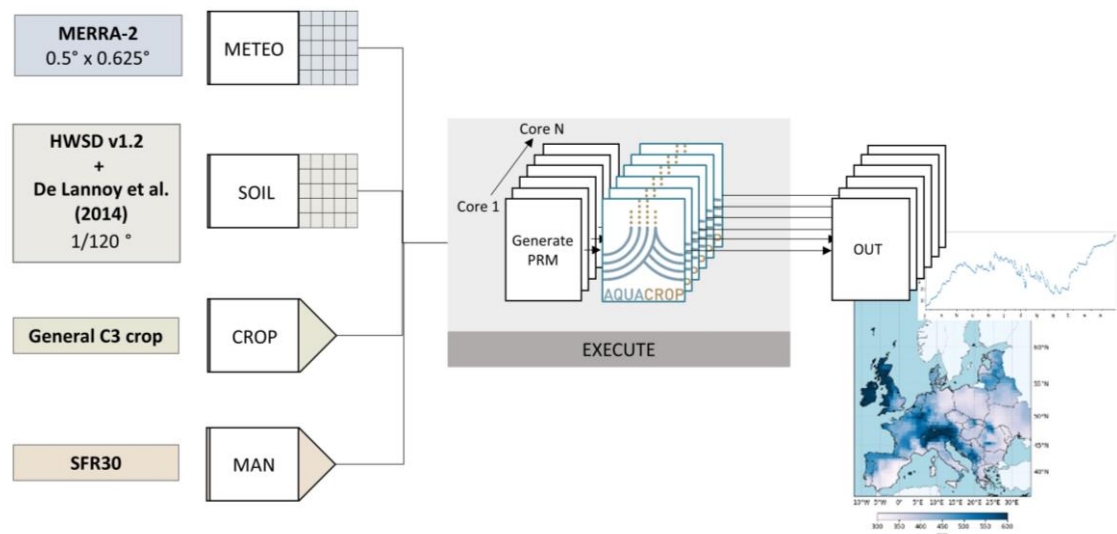 MERRA-2
0.5° x 0.625°
METEO
HWSD v1.2
+
De Lannoy et al.
(2014)
1/120 °
SOIL
General C3 crop
CROP
SFR30
MAN
Core N
Core 1
Generate
PRM
AQUACROP
EXECUTE
OUT
60°N
55°N
50°N
45°N
40°N
10°W 5°W 0° 5°E 10°E 15°E 20°E 25°E 30°E
300 350 400 450 500 550 600